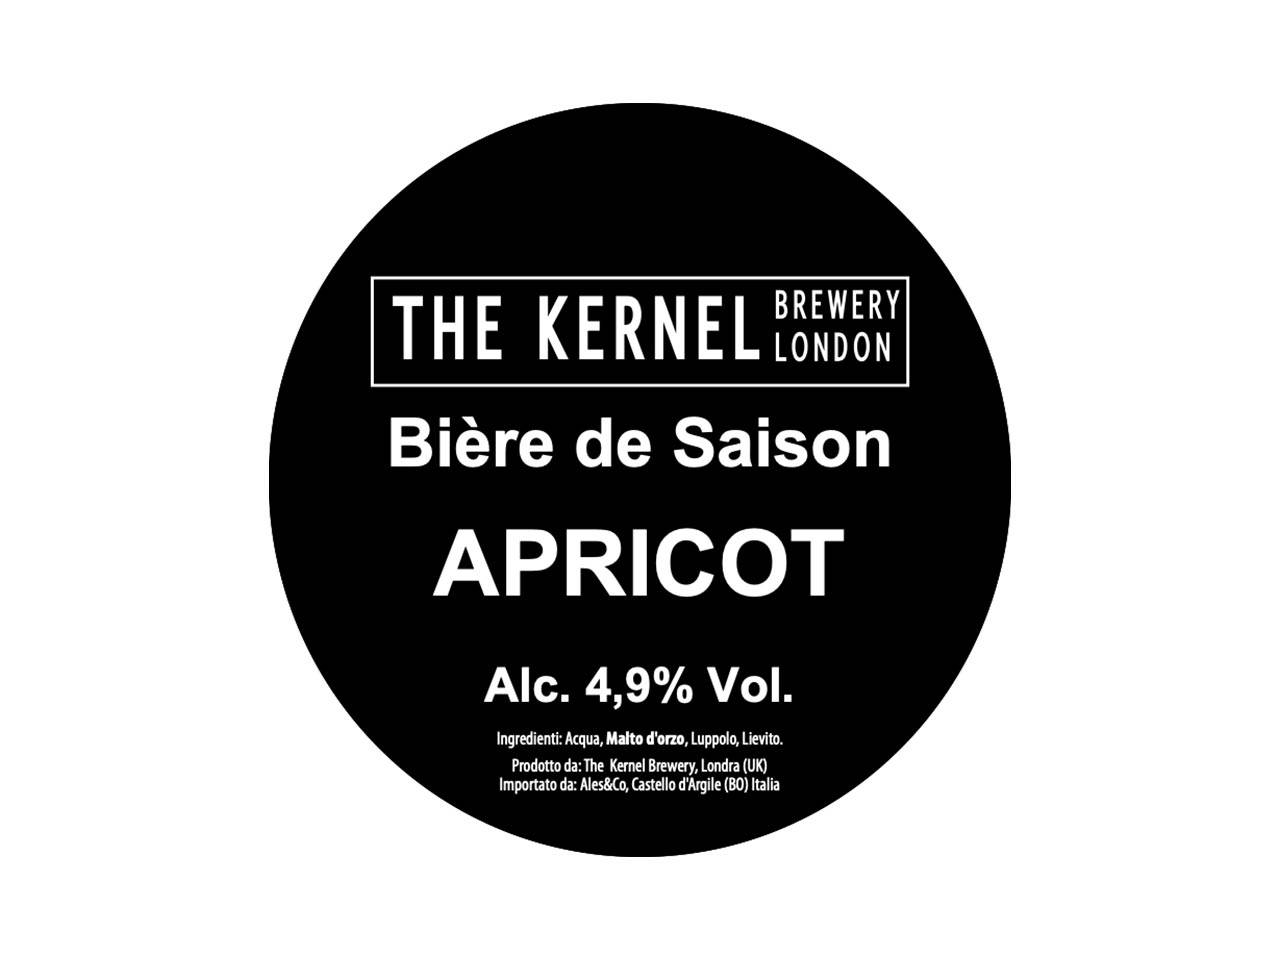 THE KERNEL BREWERY LONDON
Bière de Saison
APRICOT
Alc. 4,9% Vol.
Ingredienti: Acqua, Malto d'orzo, Luppolo, Lievito.
Prodotto da: The Kernel Brewery, Londra (UK)
Importato da: Ales&Co, Castello d'Argile (BO) Italia